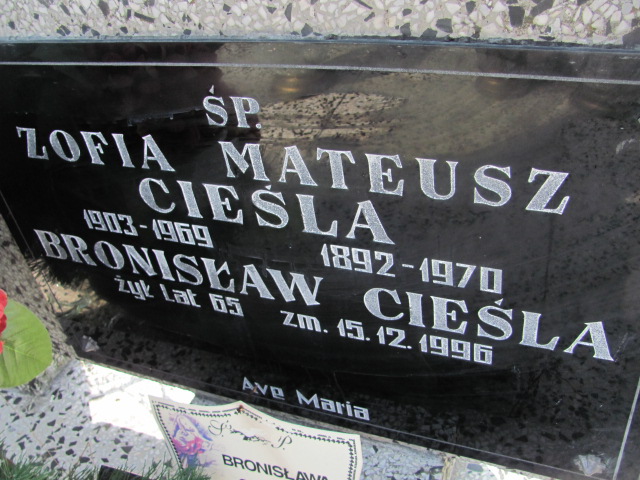 ŚP.
ZOFIA MATEUSZ
CIEŚLA
1903-1969 1892-1970
BRONISŁAW CIEŚLA
żył lat 65 zm. 15.12.1996
Ave Maria
Ś P
BRONISŁAWA